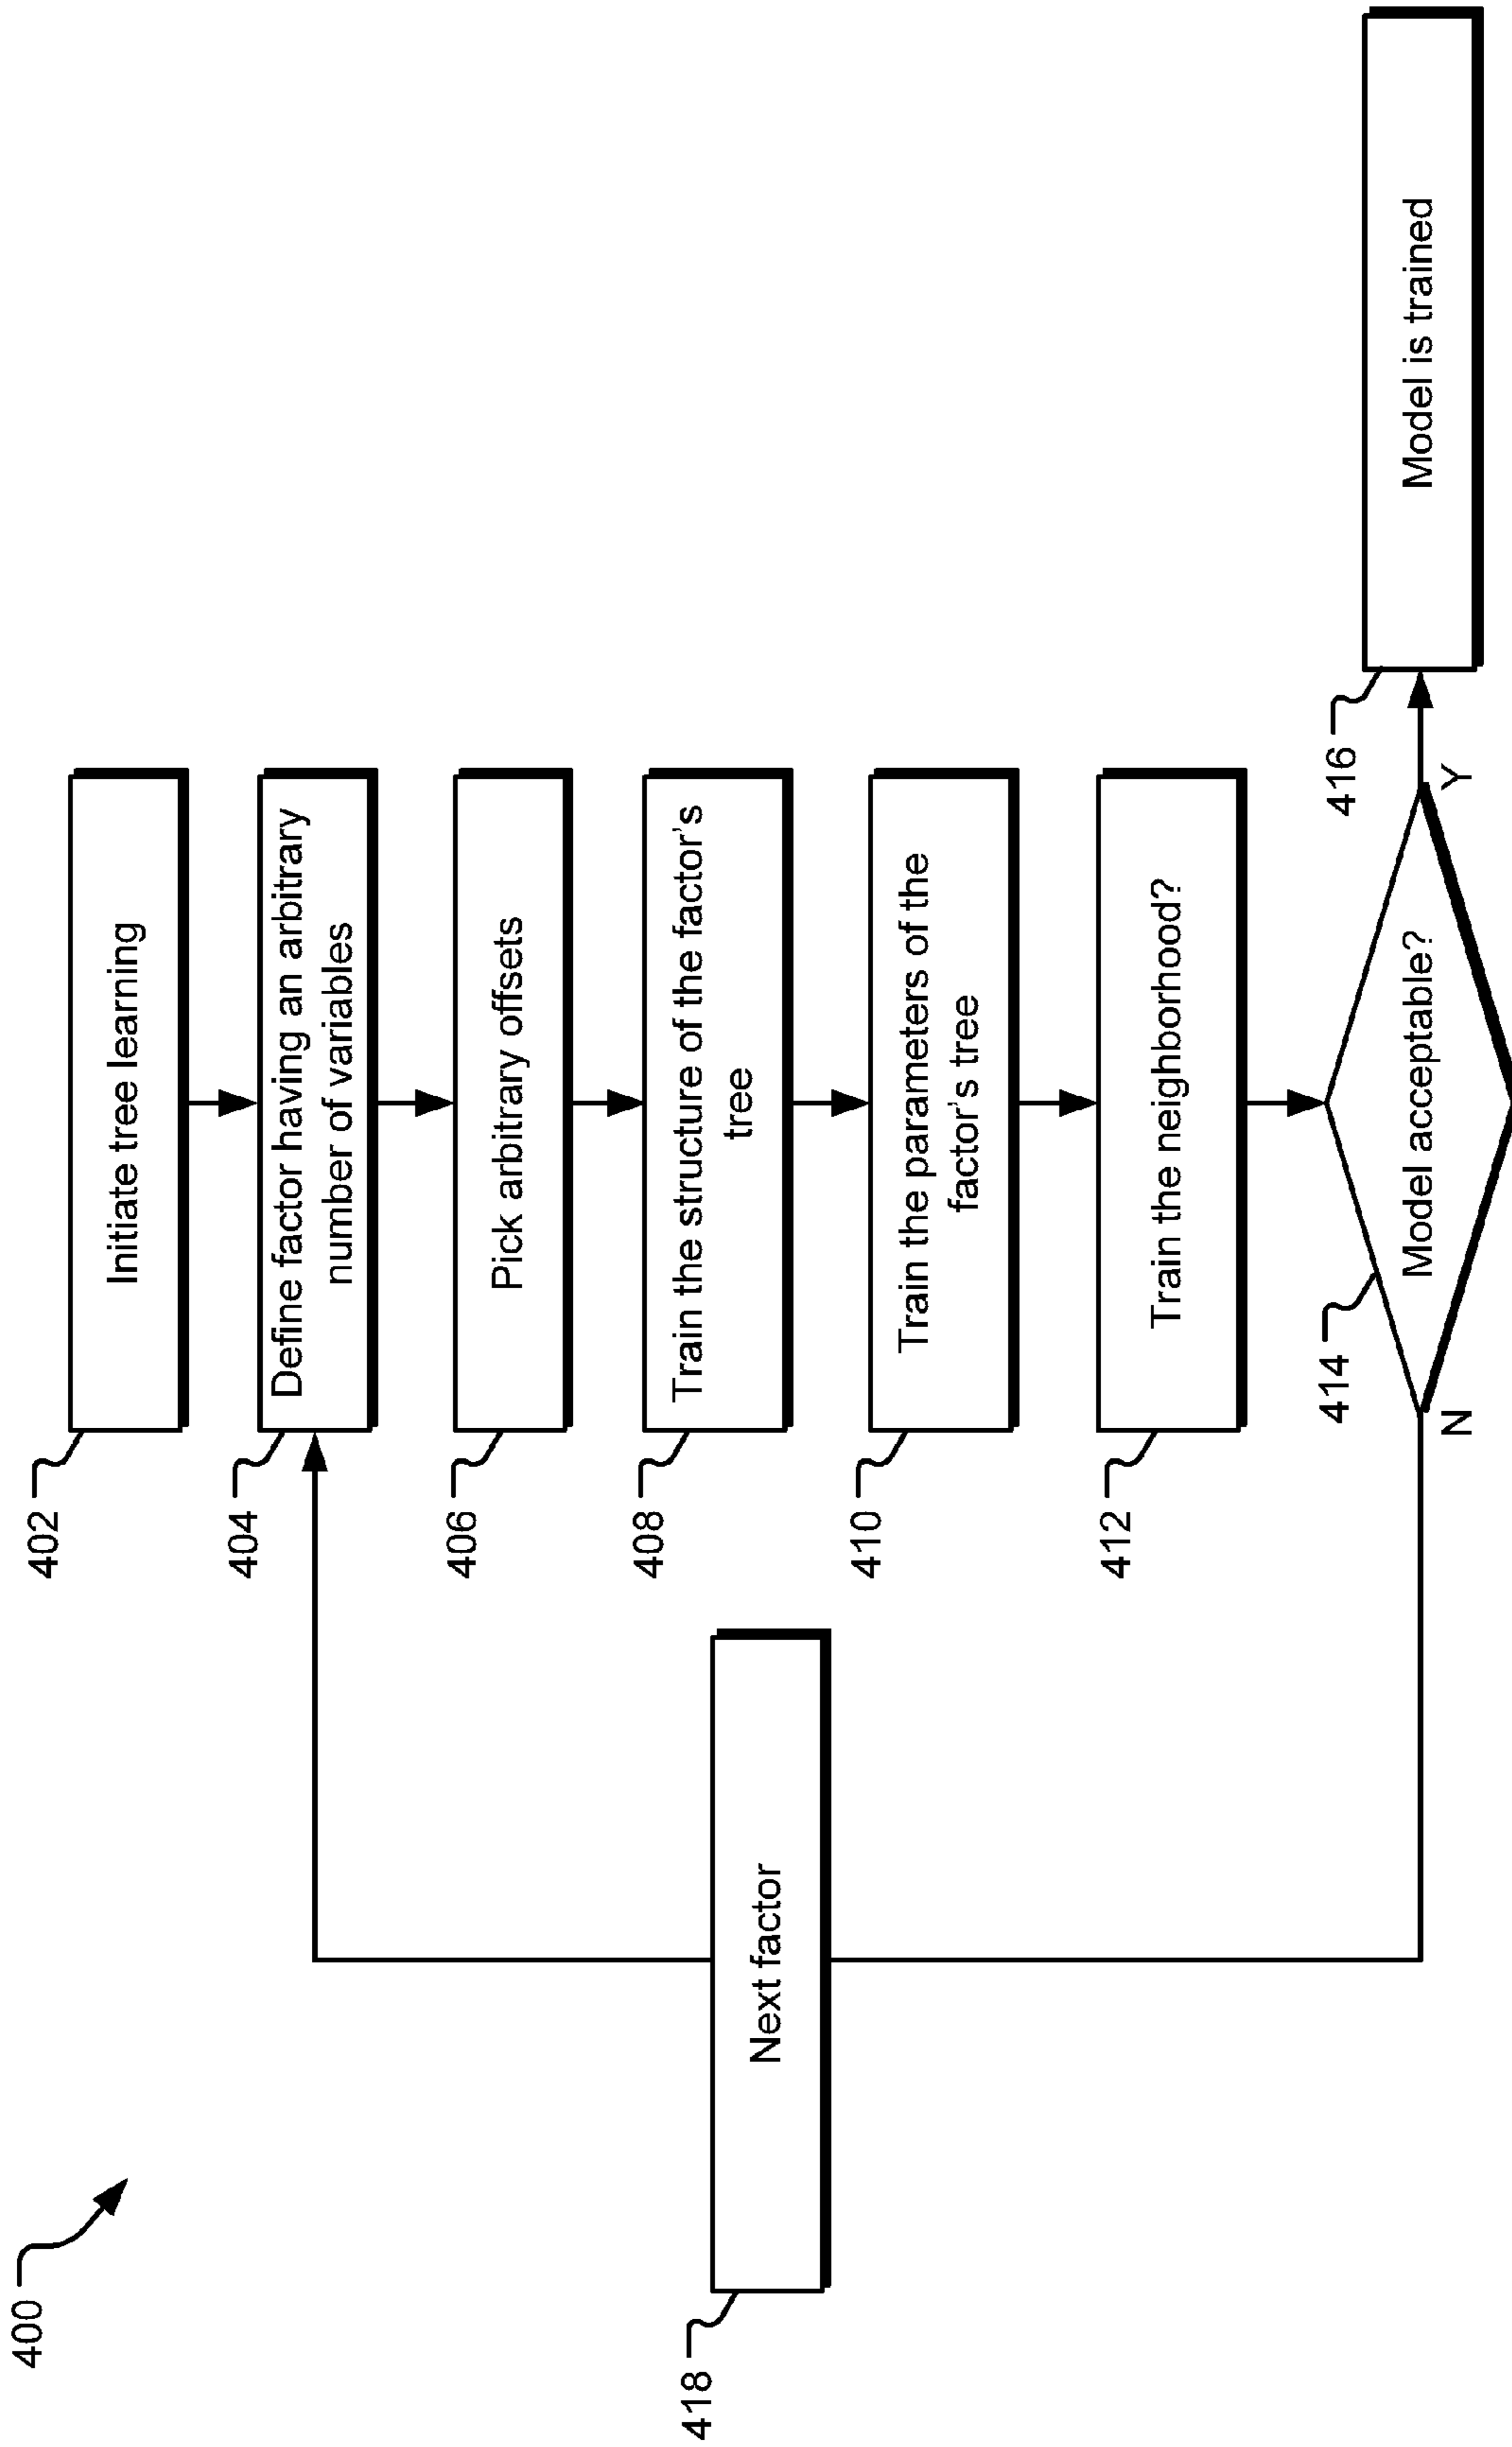 400
402
Initiate tree learning
404
Define factor having an arbitrary
number of variables
406
Pick arbitrary offsets
408
Train the structure of the factor's
tree
410
Train the parameters of the
factor's tree
412
Train the neighborhood?
414
Model acceptable?
N
Y
416
Model is trained
418
Next factor